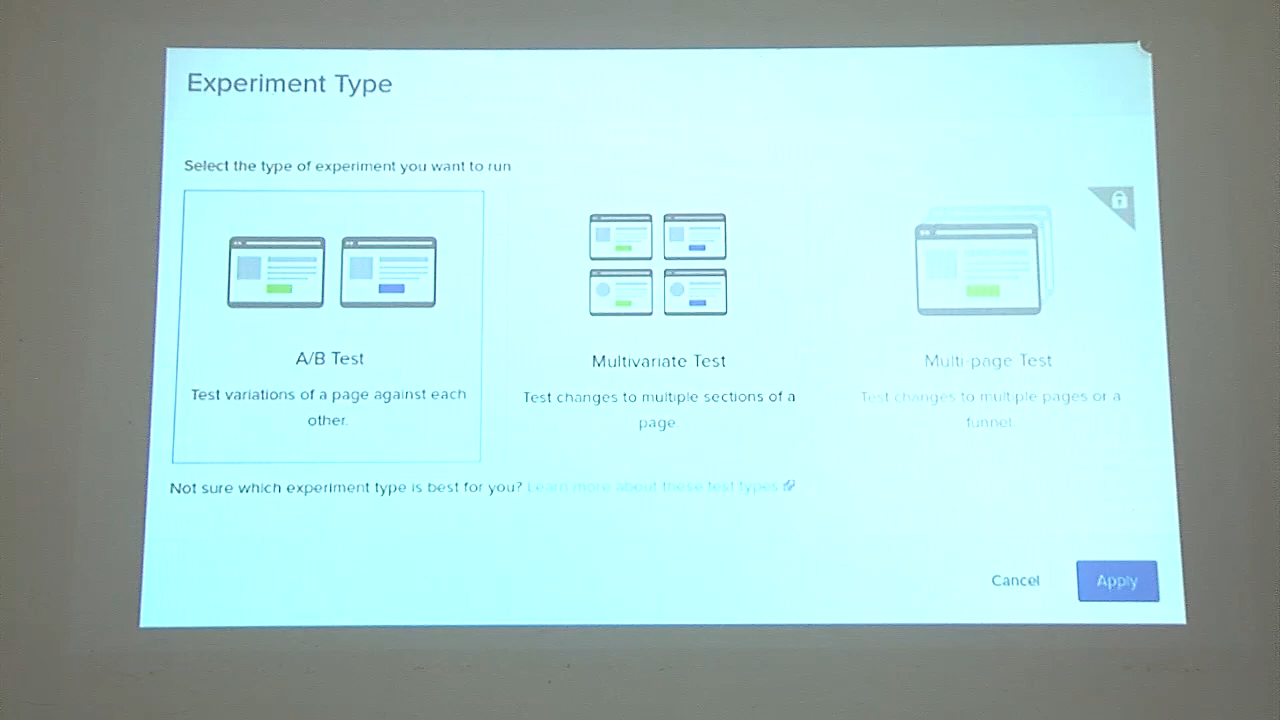 Experiment Type
Select the type of experiment you want to run
A/B Test
Test variations of a page against each
other.
Multivariate Test
Test changes to multiple sections of a
page.
Multi-page Test
Test changes to multiple pages or a
funnel.
Not sure which experiment type is best for you? Learn more about these test types
Cancel
Apply